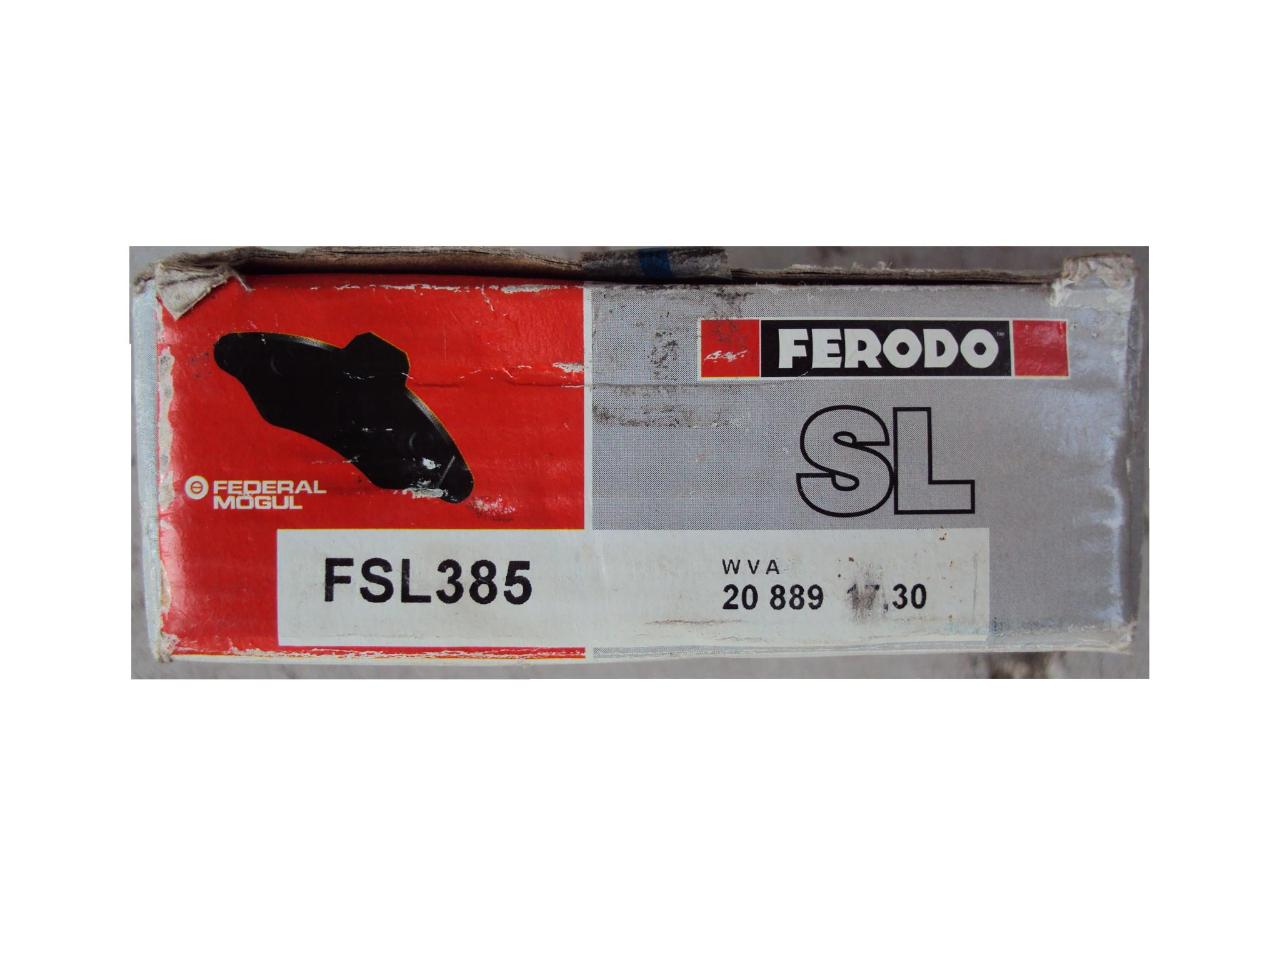 FERODO
SL
FEDERAL
MOGUL
FSL385
WVA
20 889 17,30